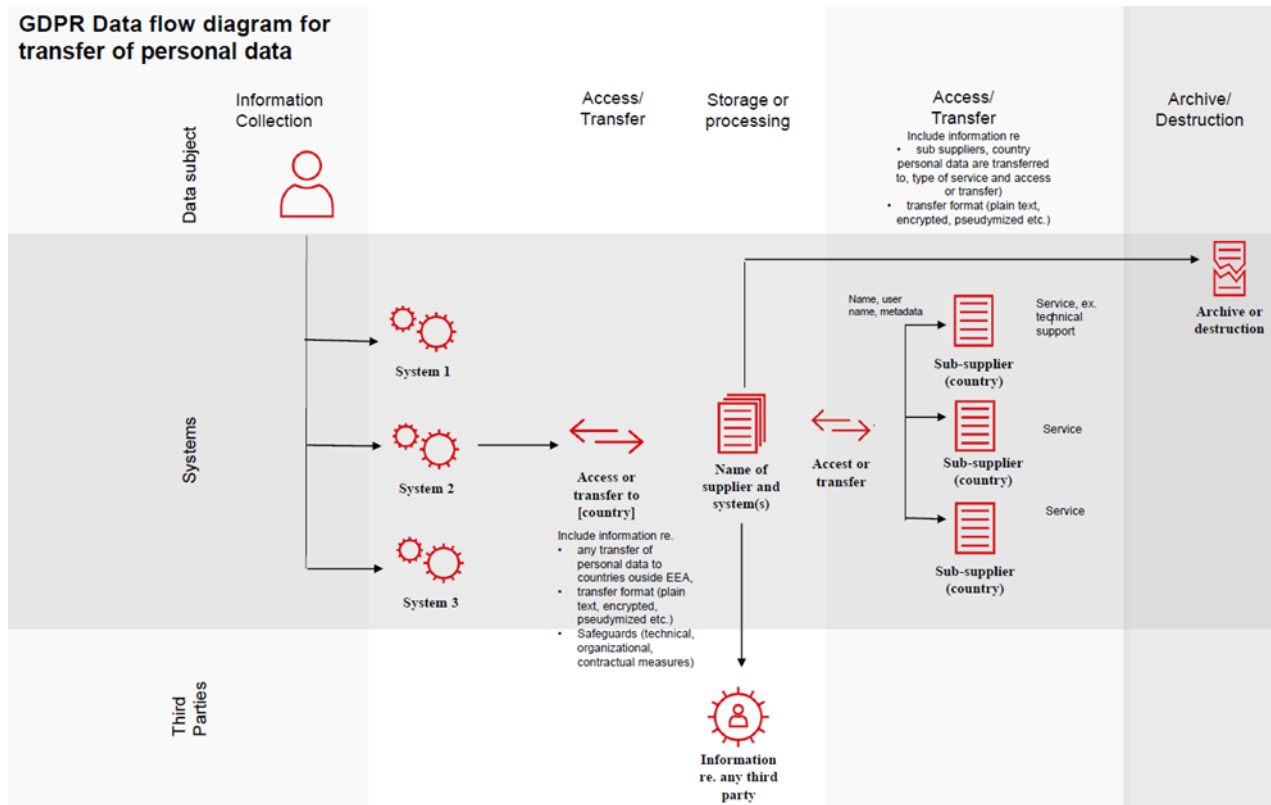 GDPR Data flow diagram for
transfer of personal data
Information
Collection
Access/
Transfer
Storage or
processing
Access/
Transfer
Include information re
• sub suppliers, country
personal data are transferred
to, type of service and access
or transfer)
• transfer format (plain text,
encrypted, pseudymized etc.)
Archive/
Destruction
Data subject
Systems
Third
Parties
System 1
System 2
System 3
Access or
transfer to
[country]
Include information re.
• any transfer of
personal data to
countries ouside EEA,
• transfer format (plain
text, encrypted,
pseudymized etc.)
• Safeguards (technical,
organizational,
contractual measures)
Name of
supplier and
system(s)
Accest or
transfer
Name, user
name, metadata
Service, ex.
technical
support
Sub-supplier
(country)
Service
Sub-supplier
(country)
Service
Sub-supplier
(country)
Archive or
destruction
Information
re. any third
party